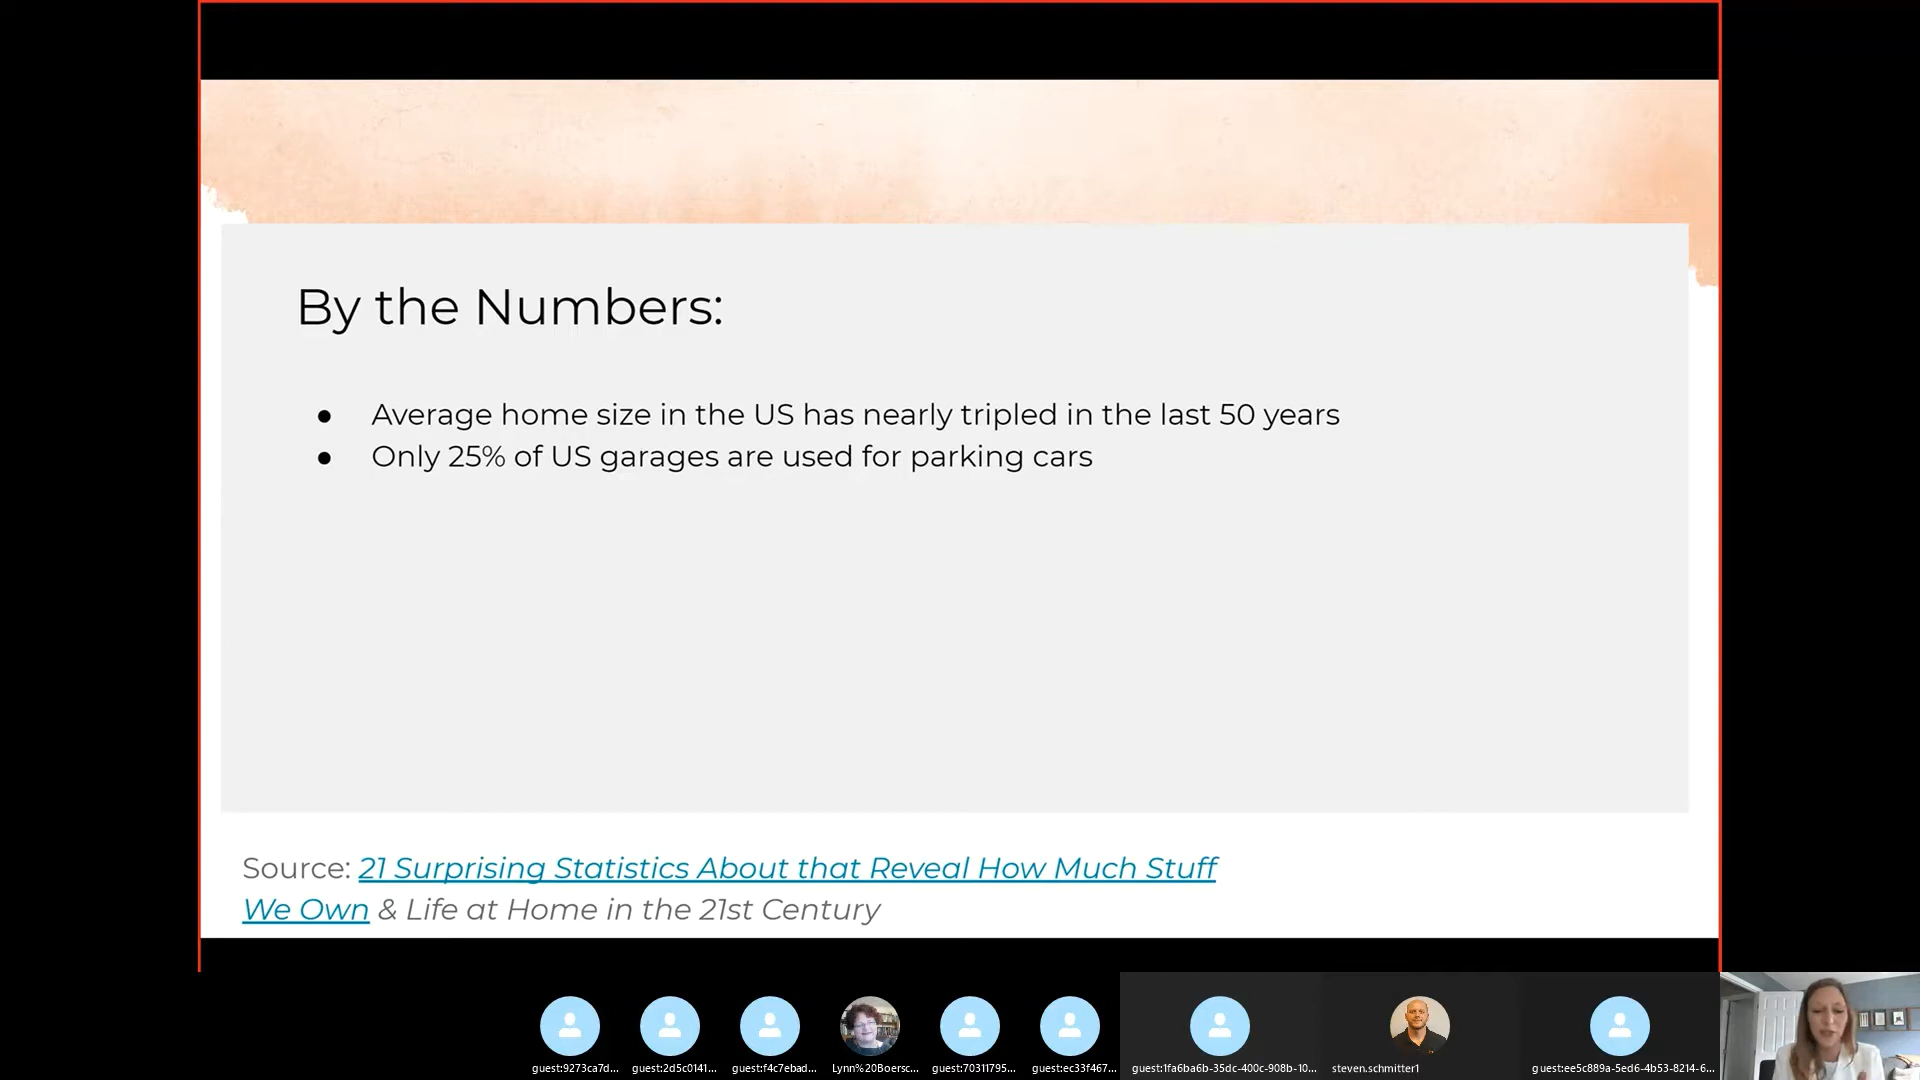 By the Numbers:
● Average home size in the US has nearly tripled in the last 50 years
● Only 25% of US garages are used for parking cars
Source: 21 Surprising Statistics About that Reveal How Much Stuff
We Own & Life at Home in the 21st Century
guest:9273ca7d...
guest:2d5c0141...
guest:f4c7ebad...
Lynn%20Boersc...
guest:70311795...
guest:ec33f467...
guest:1fa6ba6b-35dc-400c-908b-10...
steven.schmitter1
guest:ee5c889a-5ed6-4b53-8214-6...